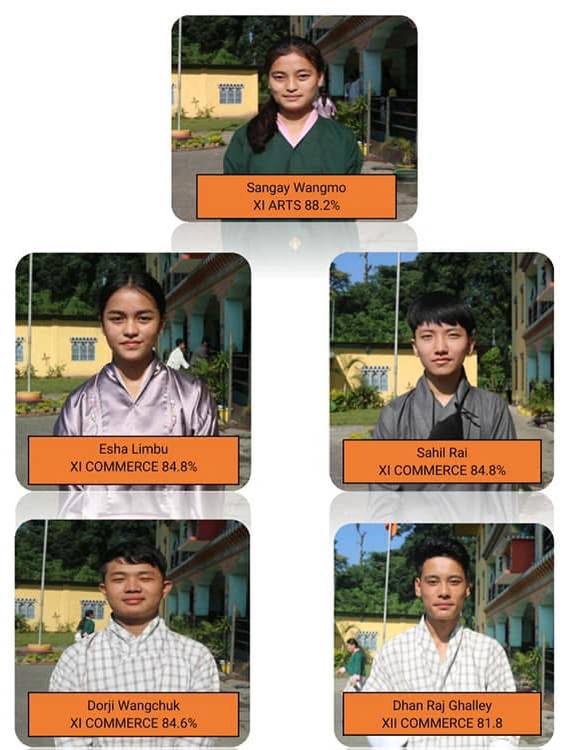 Sangay Wangmo
XI ARTS 88.2%
Esha Limbu
XI COMMERCE 84.8%
Sahil Rai
XI COMMERCE 84.8%
Dorji Wangchuk
XI COMMERCE 84.6%
Dhan Raj Ghalley
XII COMMERCE 81.8